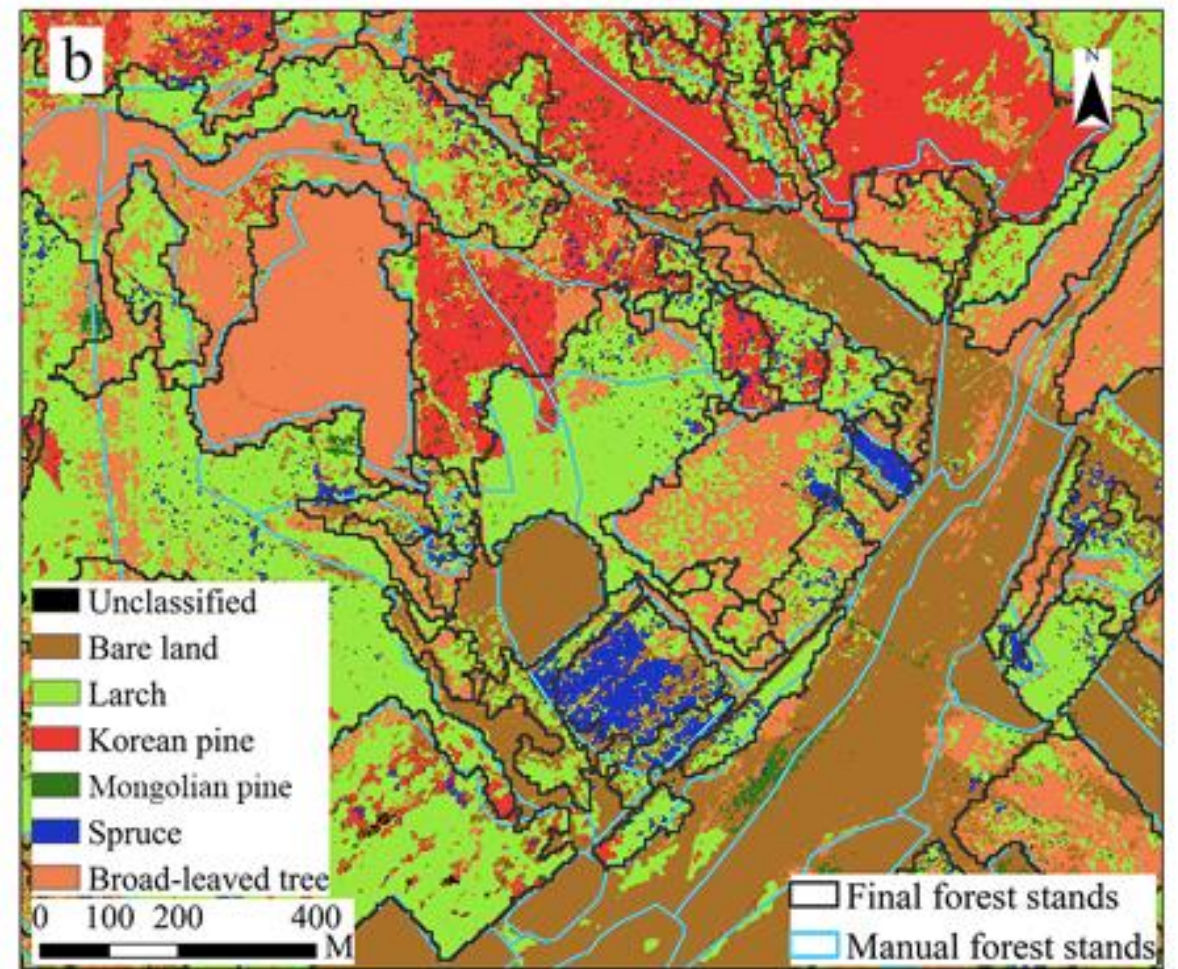 b
N
Unclassified
Bare land
Larch
Korean pine
Mongolian pine
Spruce
Broad-leaved tree
0 100 200 400
M
Final forest stands
Manual forest stands